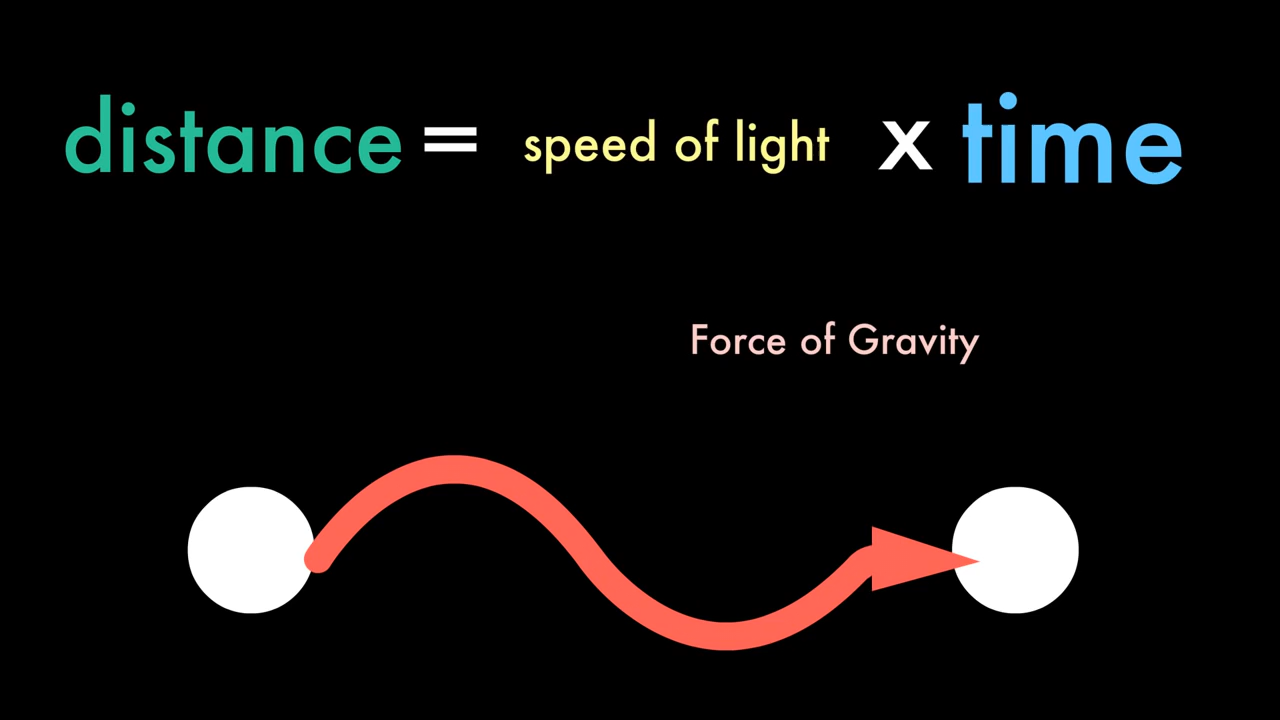 distance = speed of light x time
Force of Gravity